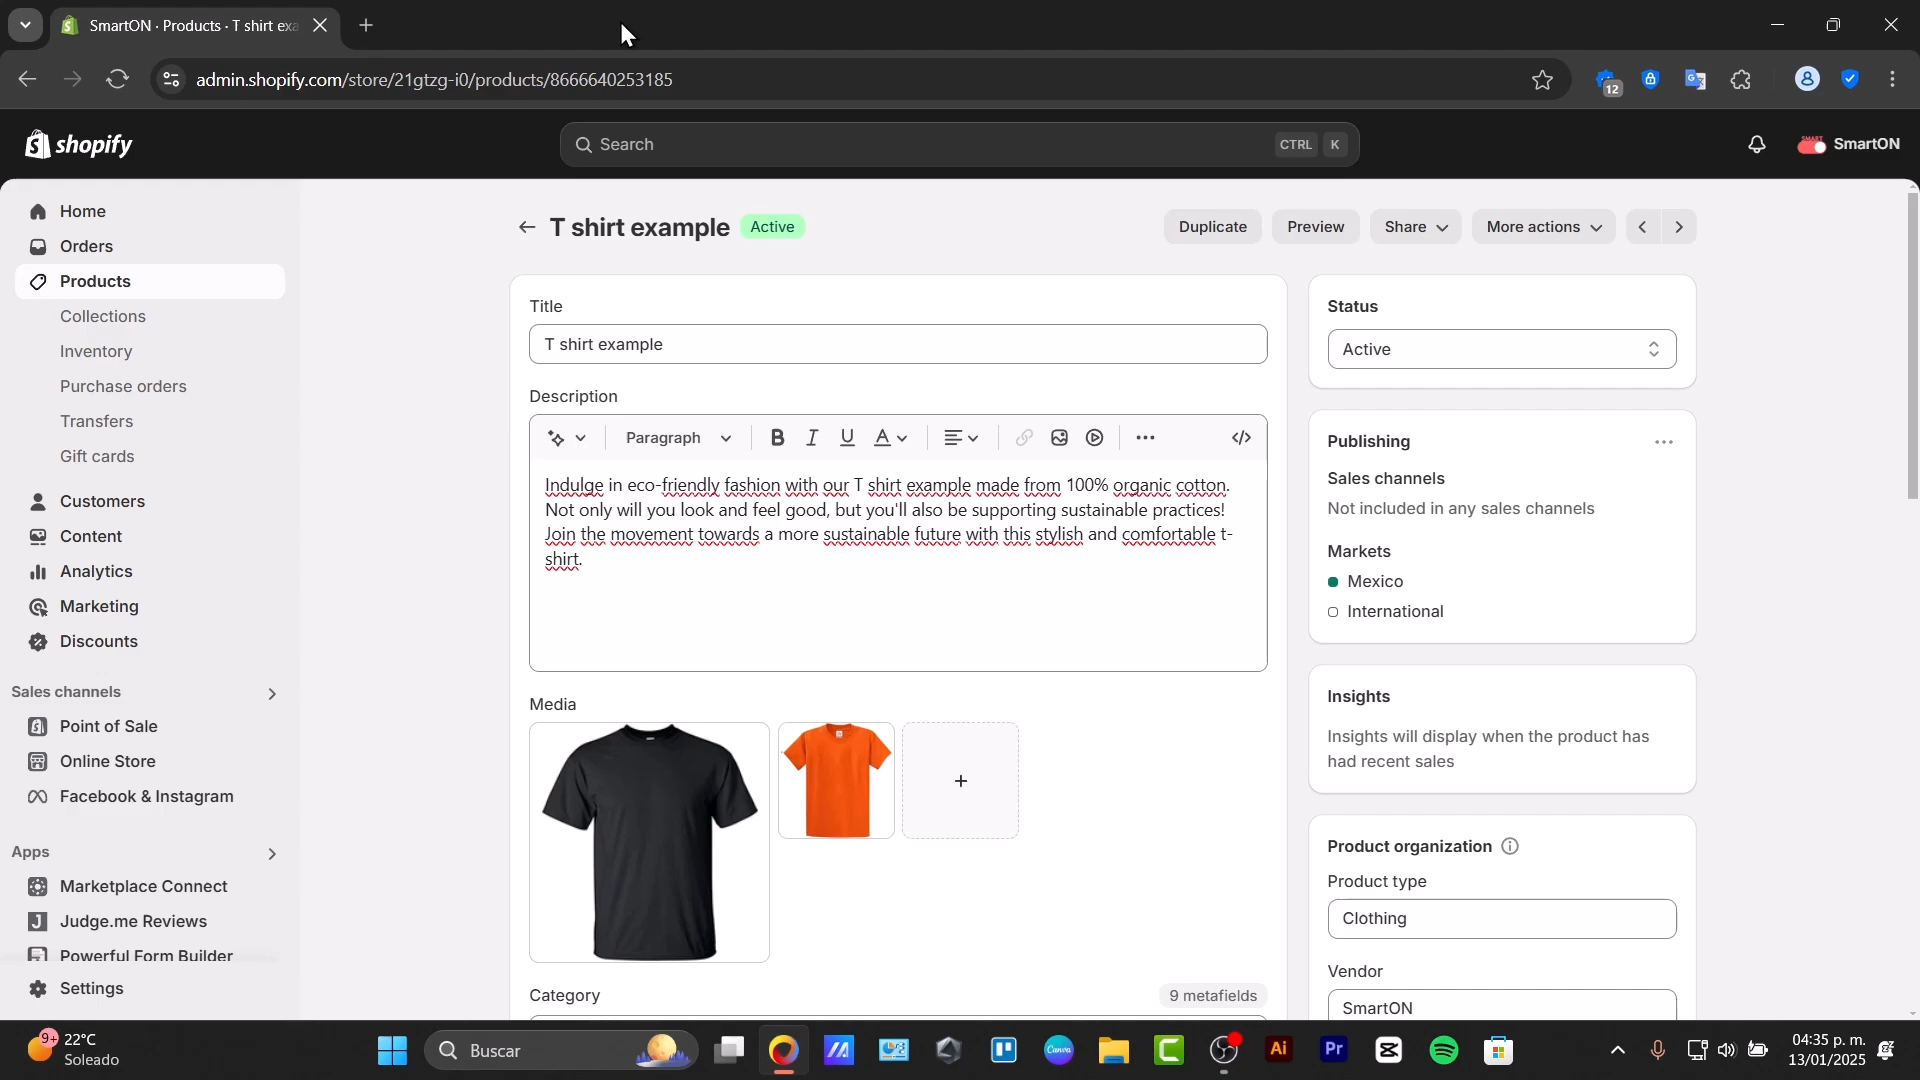 SmartON · Products · T shirt exa
admin.shopify.com/store/21gtzg-i0/products/8666640253185
12
shopify
Search
CTRL K
SmartON
Home
Orders
Products
Collections
Inventory
Purchase orders
Transfers
Gift cards
Customers
Content
Analytics
Marketing
Discounts
Sales channels
Point of Sale
Online Store
Facebook & Instagram
Apps
Marketplace Connect
Judge.me Reviews
Powerful Form Builder
Settings
T shirt example Active
Duplicate
Preview
Share
More actions
Title
T shirt example
Description
Paragraph
Indulge in eco-friendly fashion with our T shirt example made from 100% organic cotton.
Not only will you look and feel good, but you'll also be supporting sustainable practices!
Join the movement towards a more sustainable future with this stylish and comfortable t-
shirt.
Media
Category
9 metafields
Status
Active
Publishing
Sales channels
Not included in any sales channels
Markets
Mexico
International
Insights
Insights will display when the product has
had recent sales
Product organization
Product type
Clothing
Vendor
SmartON
9+
22°C
Soleado
Buscar
Canva
Ai
Pr
04:35 p. m.
13/01/2025